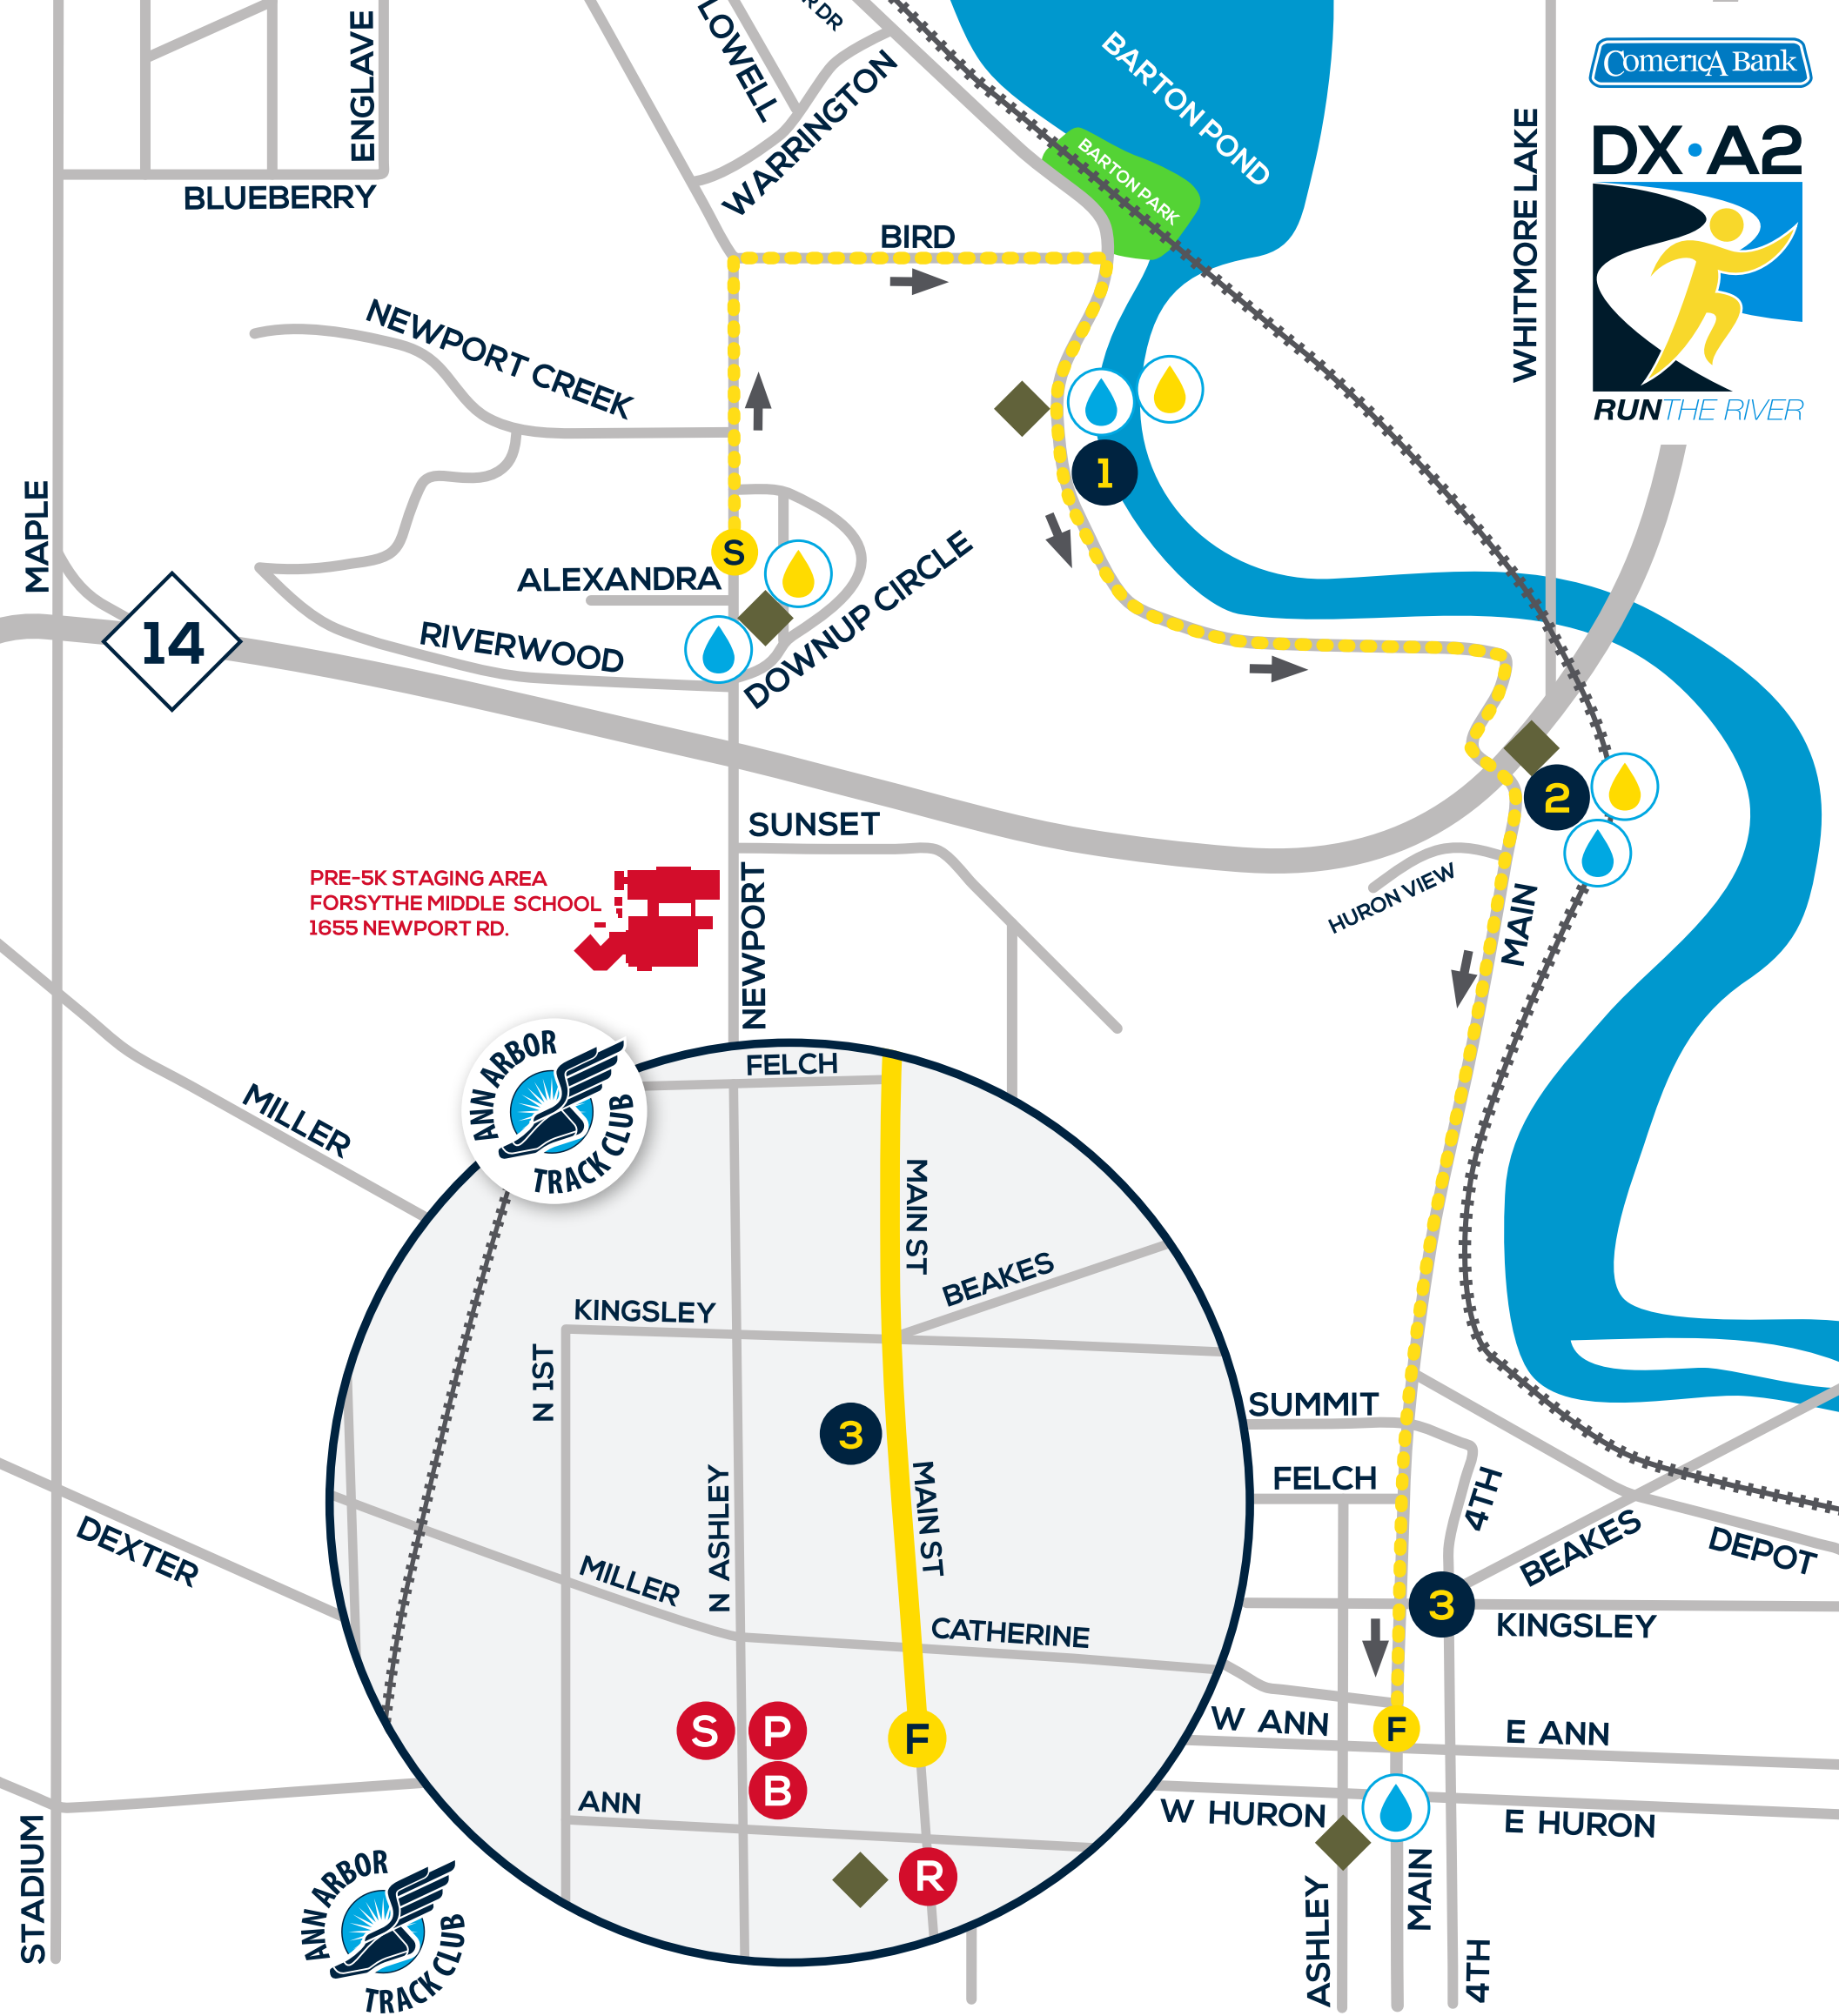 LOWELL
R DR
WARRINGTON
ENGLAVE
BLUEBERRY
BARTON POND
BARTON PARK
WHITMORE LAKE
ComericA Bank
DX•A2
RUNTHE RIVER
BIRD
NEWPORT CREEK
1
MAPLE
S
ALEXANDRA
RIVERWOOD
DOWNUP CIRCLE
14
2
SUNSET
HURON VIEW
MAIN
PRE-5K STAGING AREA
FORSYTHE MIDDLE SCHOOL
1655 NEWPORT RD.
NEWPORT
ANN ARBOR
TRACK CLUB
FELCH
MAIN ST
MILLER
BEAKES
KINGSLEY
N 1ST
3
MAIN ST
N ASHLEY
MILLER
CATHERINE
S
P
B
F
ANN
R
SUMMIT
FELCH
4TH
BEAKES
DEPOT
3
KINGSLEY
DEXTER
W ANN
F
E ANN
W HURON
E HURON
STADIUM
ANN ARBOR
TRACK CLUB
ASHLEY
MAIN
4TH